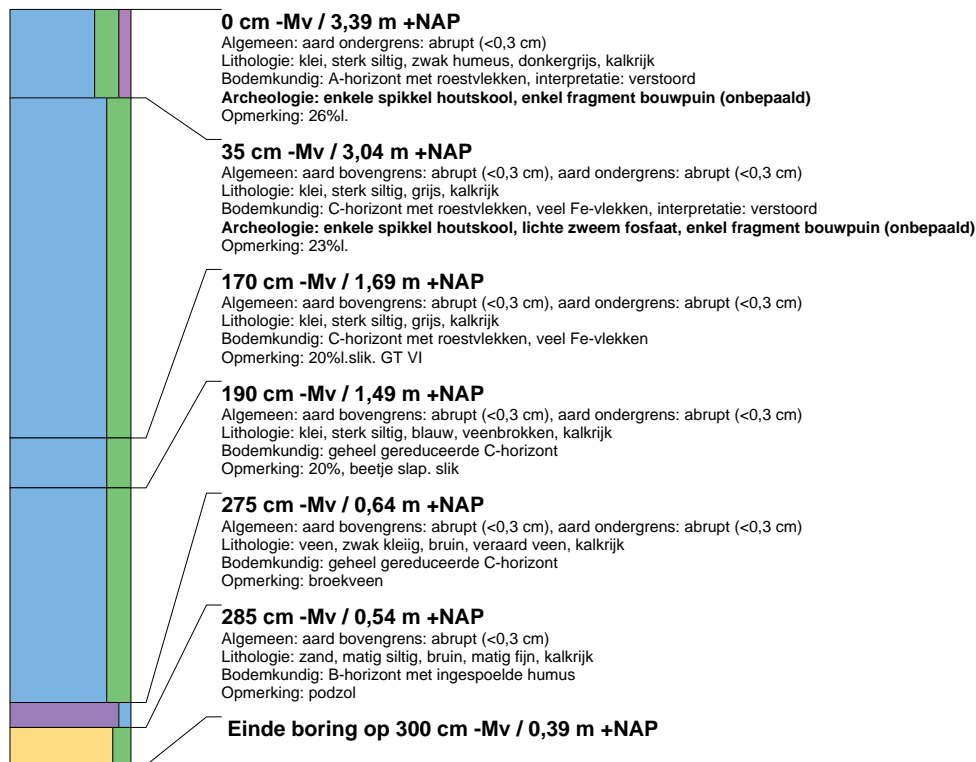 0 cm -Mv / 3,39 m +NAP
Algemeen: aard ondergrens: abrupt (<0,3 cm)
Lithologie: klei, sterk siltig, zwak humeus, donkergrijs, kalkrijk
Bodemkundig: A-horizont met roestvlekken, interpretatie: verstoord
Archeologie: enkele spikkel houtskool, enkel fragment bouwpuin (onbepaald)
Opmerking: 26%l.
35 cm -Mv / 3,04 m +NAP
Algemeen: aard bovengrens: abrupt (<0,3 cm), aard ondergrens: abrupt (<0,3 cm)
Lithologie: klei, sterk siltig, grijs, kalkrijk
Bodemkundig: C-horizont met roestvlekken, veel Fe-vlekken, interpretatie: verstoord
Archeologie: enkele spikkel houtskool, lichte zweem fosfaat, enkel fragment bouwpuin (onbepaald)
Opmerking: 23%l.
170 cm -Mv / 1,69 m +NAP
Algemeen: aard bovengrens: abrupt (<0,3 cm), aard ondergrens: abrupt (<0,3 cm)
Lithologie: klei, sterk siltig, grijs, kalkrijk
Bodemkundig: C-horizont met roestvlekken, veel Fe-vlekken
Opmerking: 20%l.slik. GT VI
190 cm -Mv / 1,49 m +NAP
Algemeen: aard bovengrens: abrupt (<0,3 cm), aard ondergrens: abrupt (<0,3 cm)
Lithologie: klei, sterk siltig, blauw, veenbrokken, kalkrijk
Bodemkundig: geheel gereduceerde C-horizont
Opmerking: 20%, beetje slap. slik
275 cm -Mv / 0,64 m +NAP
Algemeen: aard bovengrens: abrupt (<0,3 cm), aard ondergrens: abrupt (<0,3 cm)
Lithologie: veen, zwak kleiig, bruin, veraard veen, kalkrijk
Bodemkundig: geheel gereduceerde C-horizont
Opmerking: broekveen
285 cm -Mv / 0,54 m +NAP
Algemeen: aard bovengrens: abrupt (<0,3 cm)
Lithologie: zand, matig siltig, bruin, matig fijn, kalkrijk
Bodemkundig: B-horizont met ingespoelde humus
Opmerking: podzol
Einde boring op 300 cm -Mv / 0,39 m +NAP